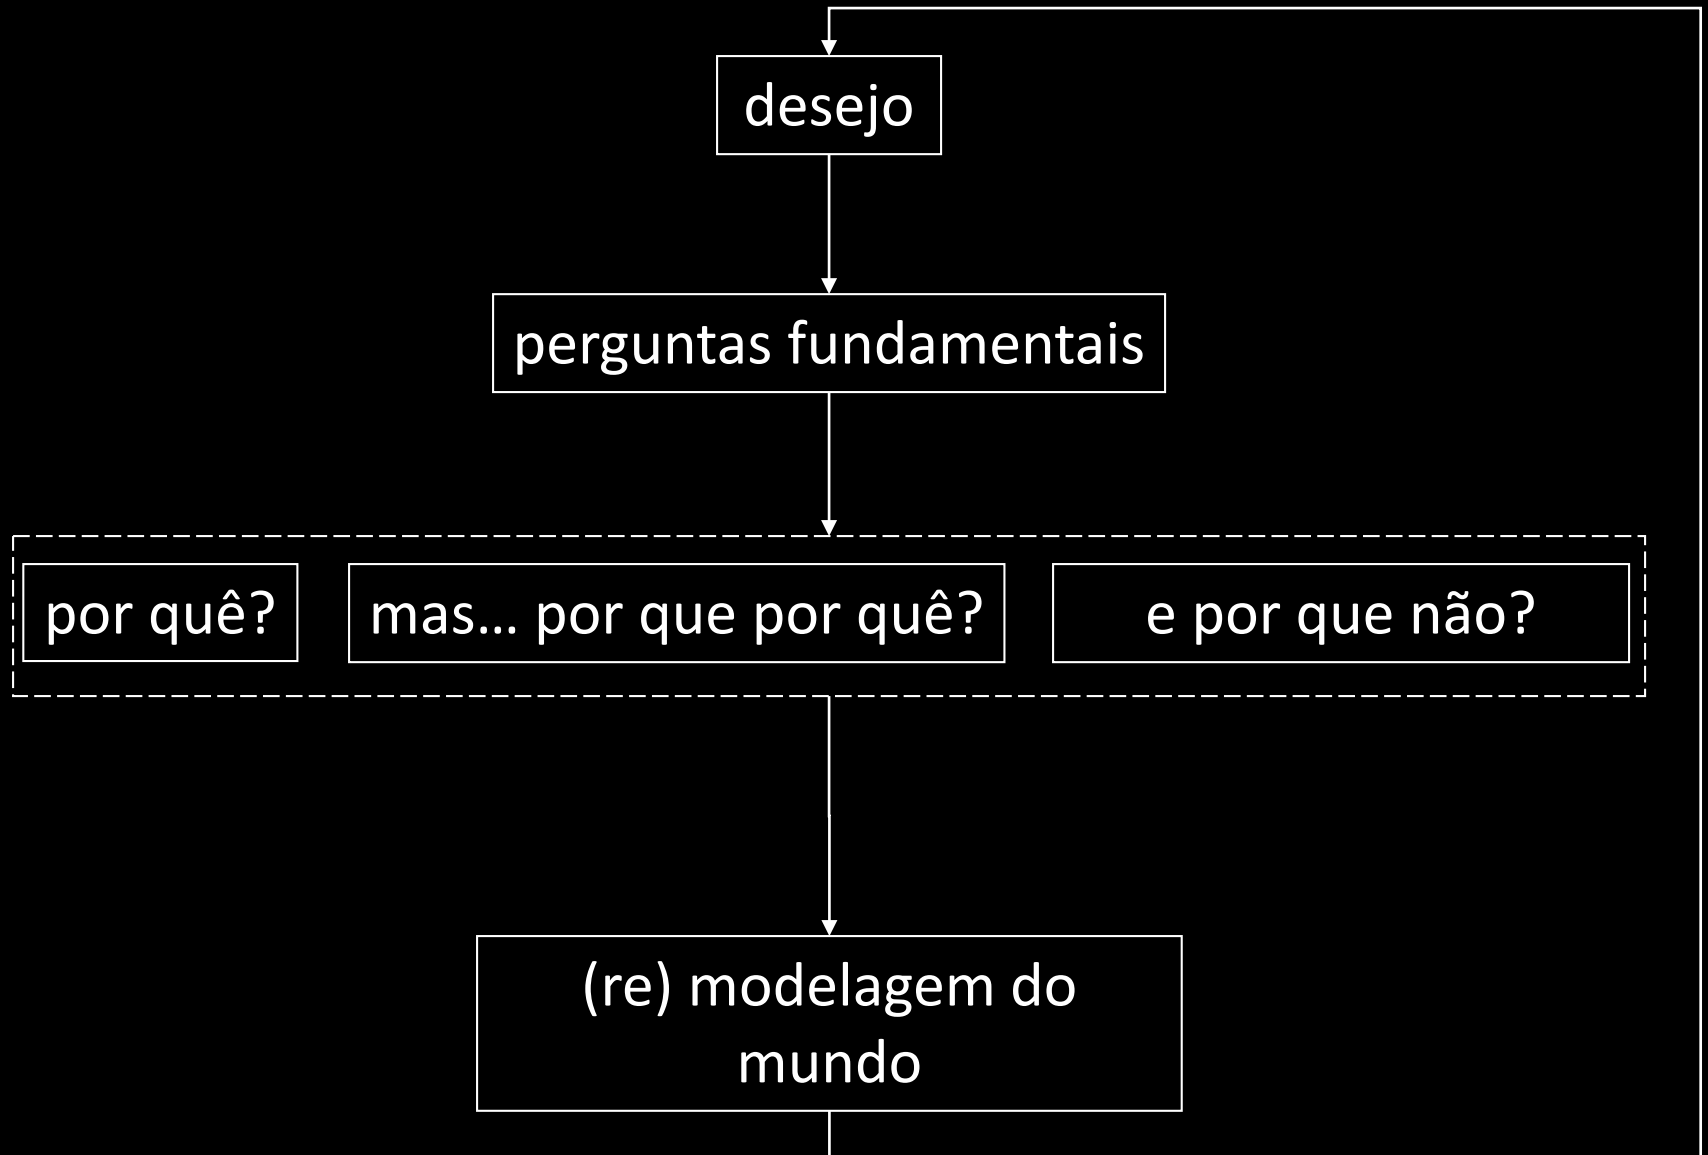 desejo
perguntas fundamentais
por quê?
mas... por que por quê?
e por que não?
(re) modelagem do
mundo